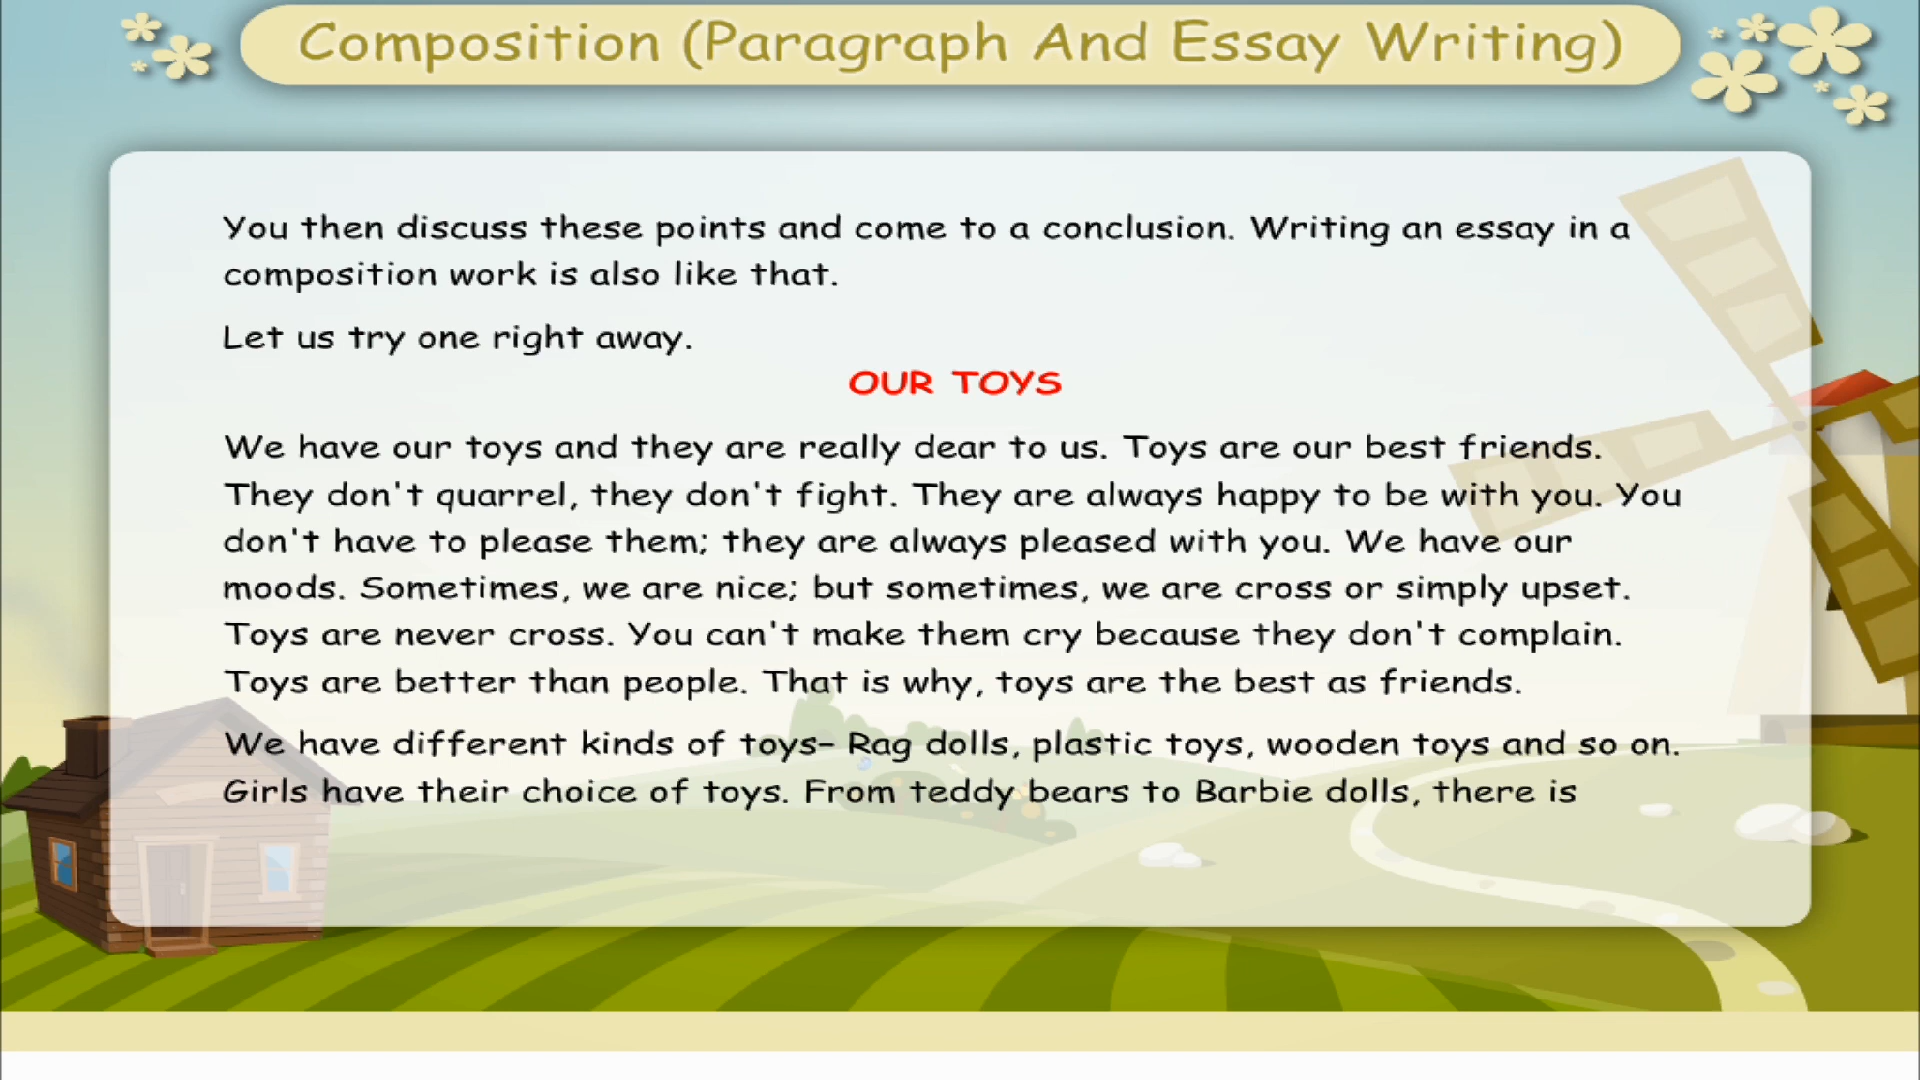 Composition (Paragraph And Essay Writing)
You then discuss these points and come to a conclusion. Writing an essay in a
composition work is also like that.
Let us try one right away.
OUR TOYS
We have our toys and they are really dear to us. Toys are our best friends.
They don't quarrel, they don't fight. They are always happy to be with you. You
don't have to please them; they are always pleased with you. We have our
moods. Sometimes, we are nice; but sometimes, we are cross or simply upset.
Toys are never cross. You can't make them cry because they don't complain.
Toys are better than people. That is why, toys are the best as friends.
We have different kinds of toys– Rag dolls, plastic toys, wooden toys and so on.
Girls have their choice of toys. From teddy bears to Barbie dolls, there is